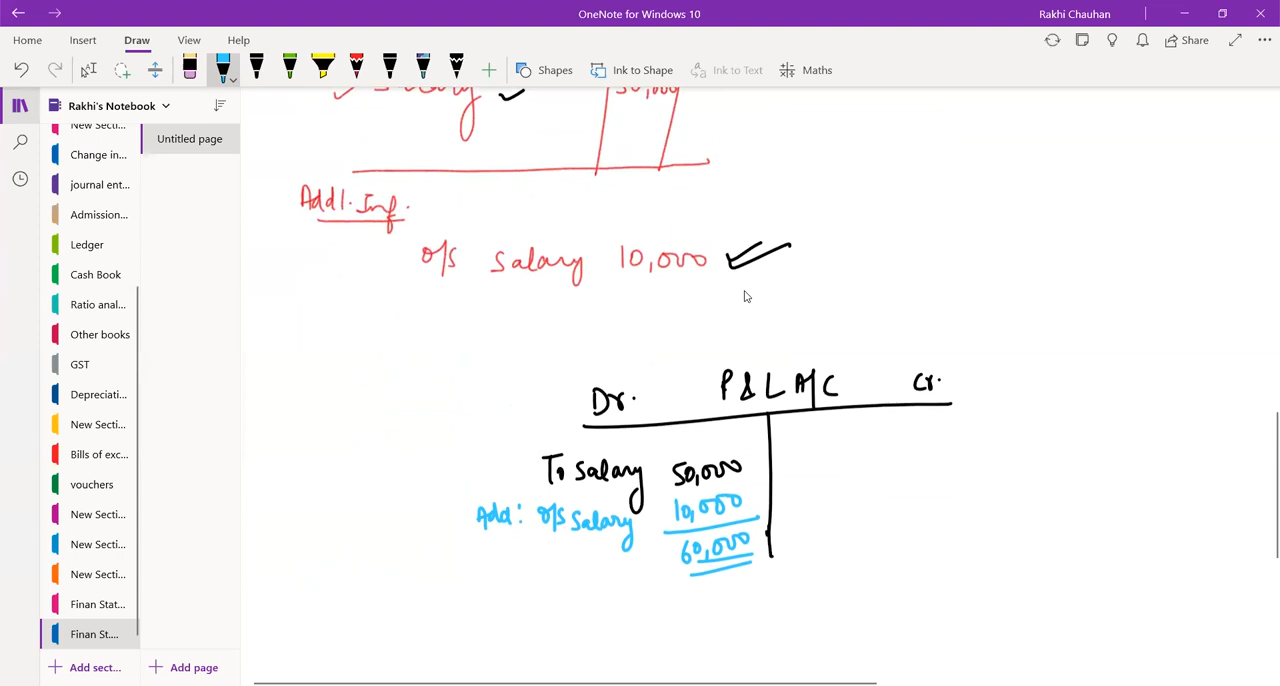 OneNote for Windows 10
Rakhi Chauhan
Home Insert Draw View Help
Share
Shapes Ink to Shape Ink to Text Maths
Rakhi's Notebook
Untitled page
New Secti...
Change in...
journal ent...
Admission...
Ledger
Cash Book
Ratio anal...
Other books
GST
Depreciati...
New Secti...
Bills of exc...
vouchers
New Secti...
New Secti...
New Secti...
Finan Stat...
Finan St....
Add sect...
Add page
Salary 50,000
Addl. Inf.
o/s salary 10,000
Dr. P & L A/C Cr.
To salary 50,000
Add: o/s salary 10,000
60,000